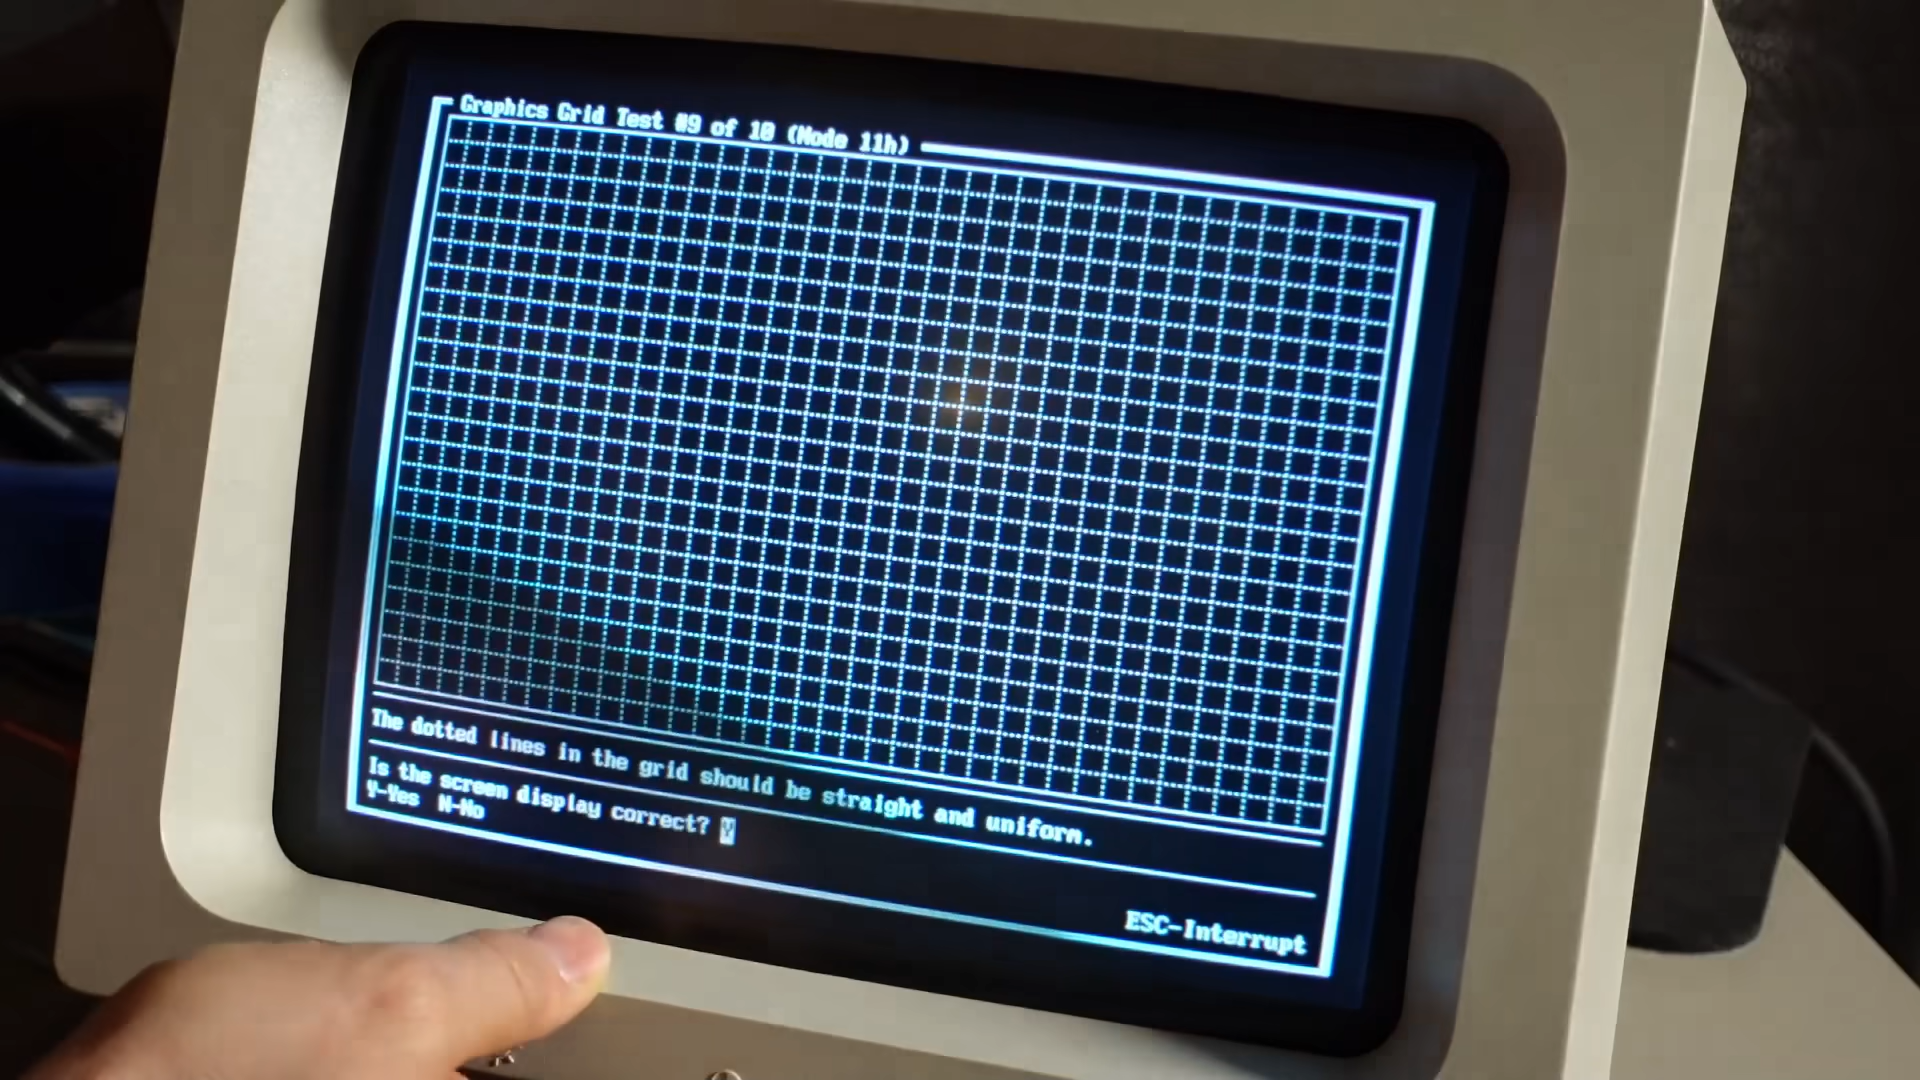 Graphics Grid Test #9 of 10 (Mode 11h)
The dotted lines in the grid should be straight and uniform.
Is the screen display correct? Y
Y-Yes N-No
ESC-Interrupt